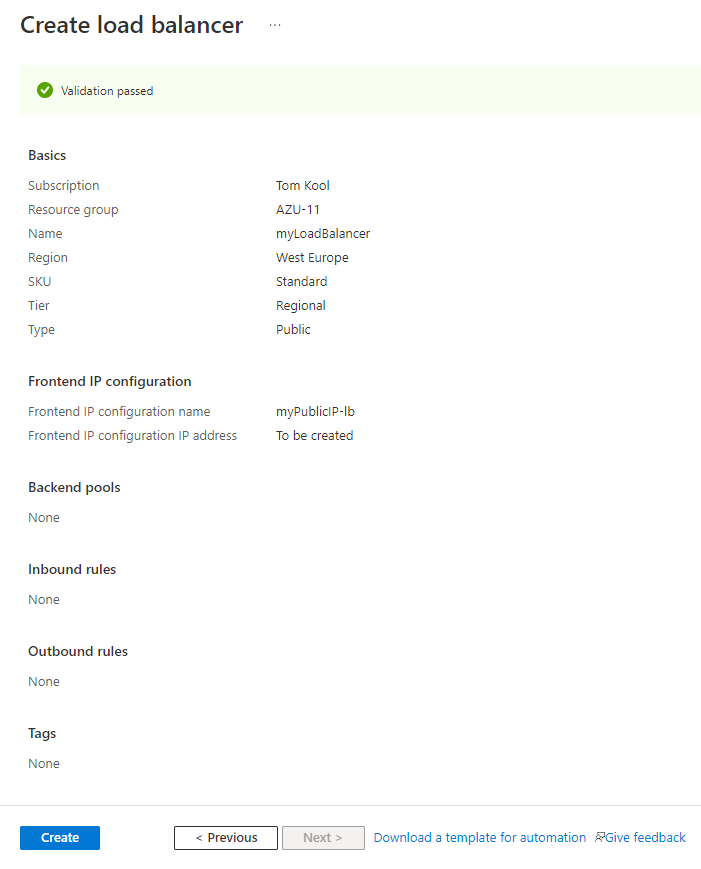 Create load balancer ...
Validation passed
Basics
Subscription Tom Kool
Resource group AZU-11
Name myLoadBalancer
Region West Europe
SKU Standard
Tier Regional
Type Public
Frontend IP configuration
Frontend IP configuration name myPublicIP-lb
Frontend IP configuration IP address To be created
Backend pools
None
Inbound rules
None
Outbound rules
None
Tags
None
Create < Previous Next > Download a template for automation Give feedback